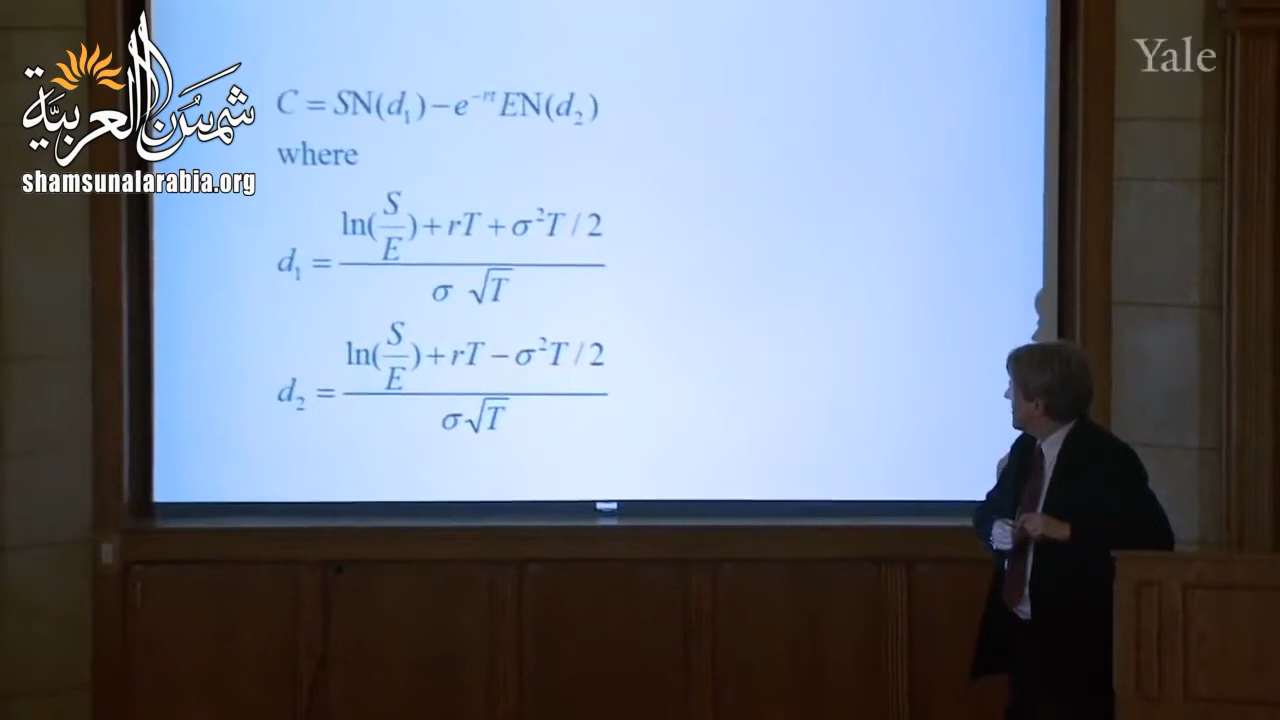 شمس العربية
shamsunalarabia.org
Yale
C = SN(d₁) − e⁻ʳᵗ EN(d₂)
where
d₁ = (ln(S/E) + rT + σ²T / 2) / (σ √T)
d₂ = (ln(S/E) + rT − σ²T / 2) / (σ√T)